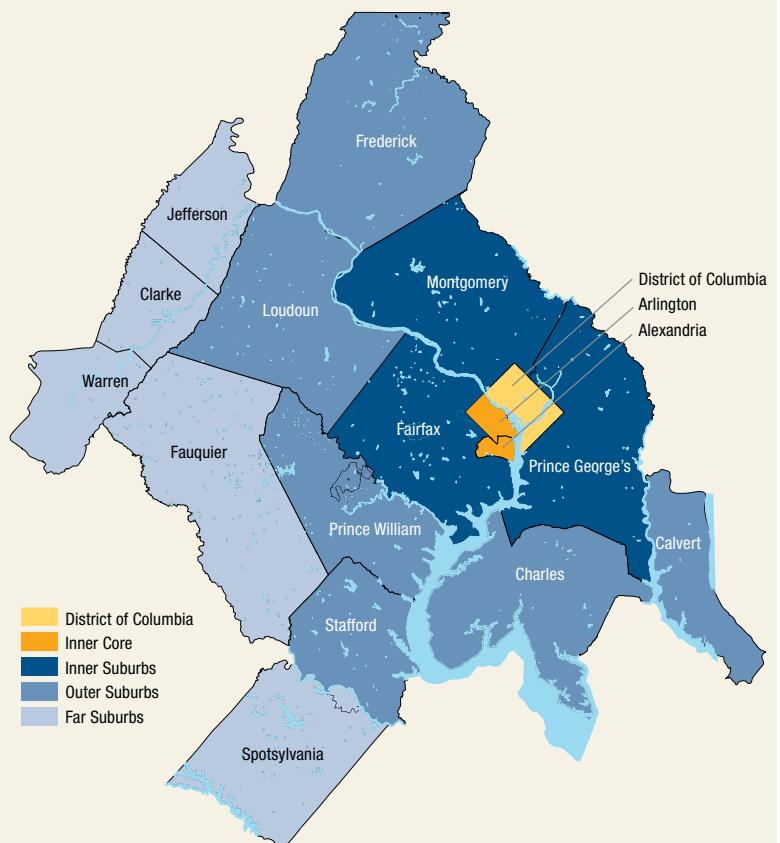 Frederick
Jefferson
Montgomery
District of Columbia
Clarke
Arlington
Loudoun
Alexandria
Warren
Fairfax
Fauquier
Prince George's
Prince William
Calvert
Charles
District of Columbia
Stafford
Inner Core
Inner Suburbs
Outer Suburbs
Far Suburbs
Spotsylvania